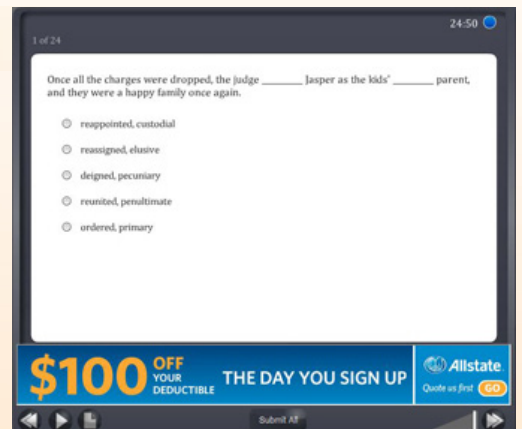 24:50
1 of 24
Once all the charges were dropped, the judge ________ Jasper as the kids' ________ parent,
and they were a happy family once again.
reappointed, custodial
reassigned, elusive
deigned, pecuniary
reunited, penultimate
ordered, primary
$100 OFF YOUR DEDUCTIBLE THE DAY YOU SIGN UP
Allstate
Quote us first GO
Submit All